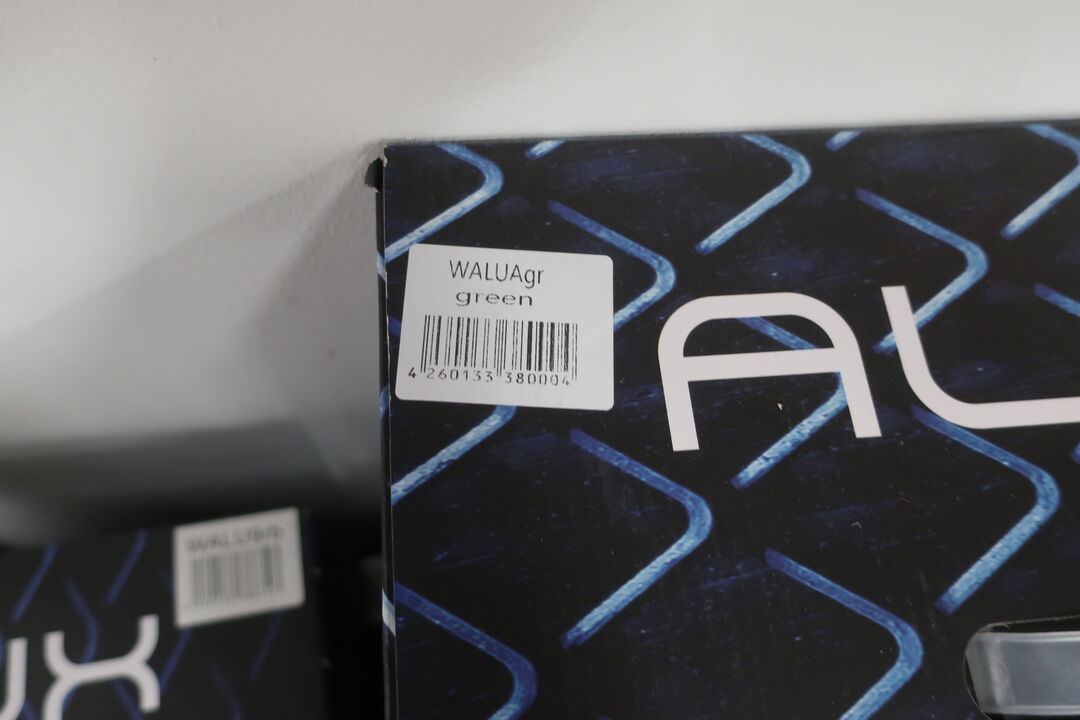 WALUAgr
green
4 260133 380004
AL
UX